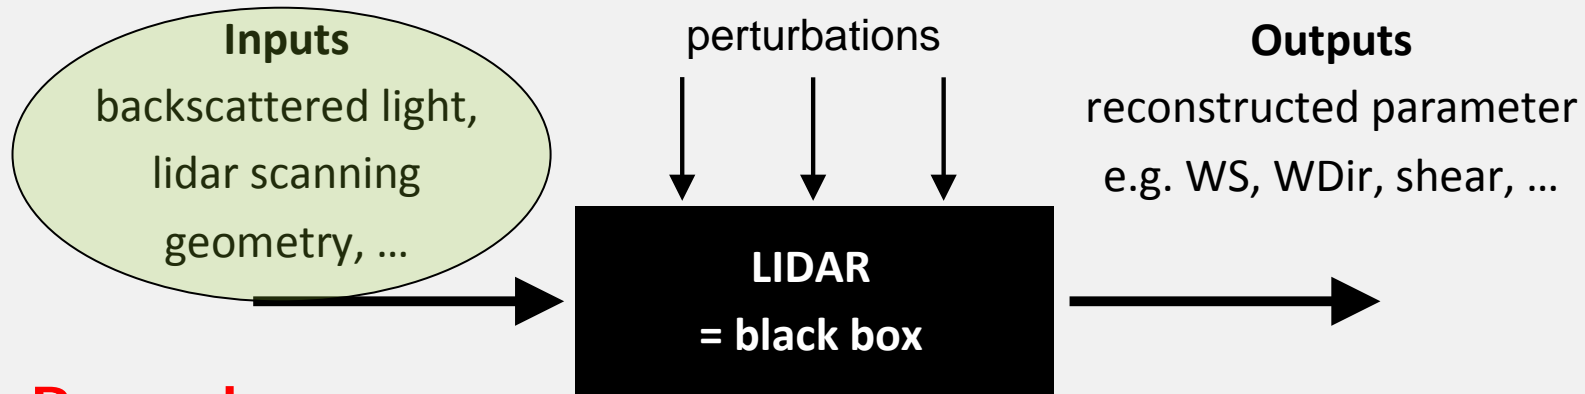 Inputs
backscattered light,
lidar scanning
geometry, ...
perturbations
LIDAR
= black box
Outputs
reconstructed parameter
e.g. WS, WDir, shear, ...